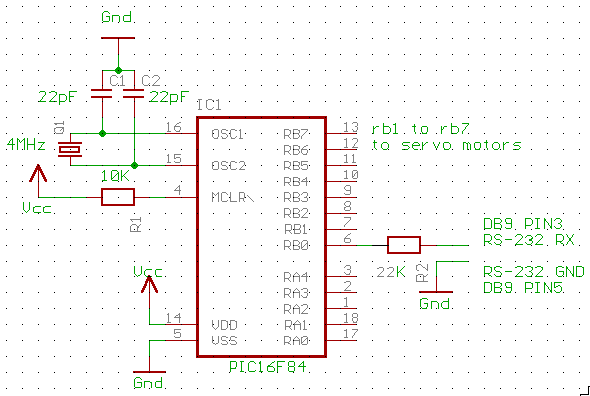 Gnd.
C1 C2
22pF 22pF
IC1
Q1
4MHz
16 OSC1
15 OSC2
10K
4 MCLR\
R1
Vcc.
RB7 13
RB6 12
RB5 11
RB4 10
RB3 9
RB2 8
RB1 7
RB0 6
rb1 to rb7
to servo motors
22K
R2
DB9. PIN3
RS-232 RX
RS-232 GND
DB9. PIN5
Gnd.
RA4 3
RA3 2
RA2 1
RA1 18
RA0 17
Vcc
14 VDD
5 VSS
Gnd.
PIC16F84